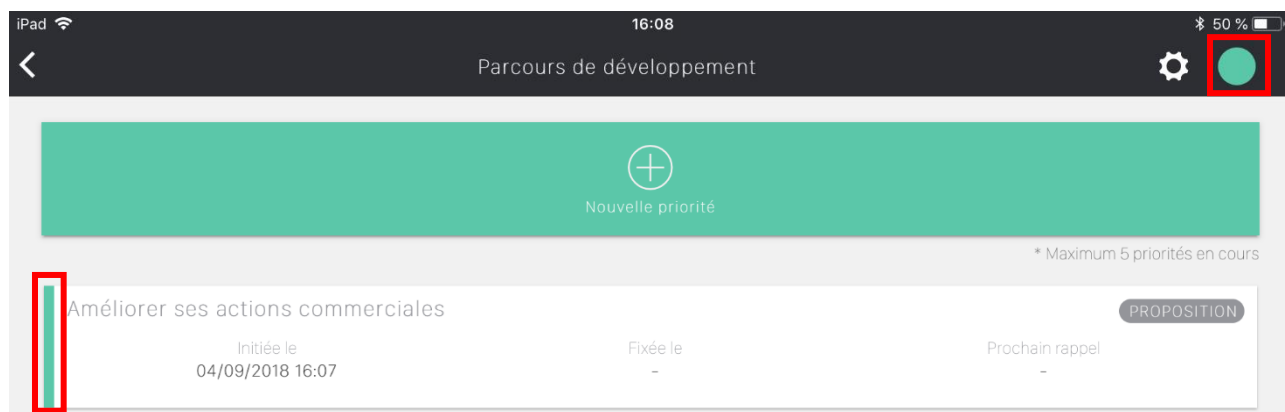 iPad 16:08 50 %
Parcours de développement
Nouvelle priorité
* Maximum 5 priorités en cours
Améliorer ses actions commerciales PROPOSITION
Initiée le Fixée le Prochain rappel
04/09/2018 16:07 - -